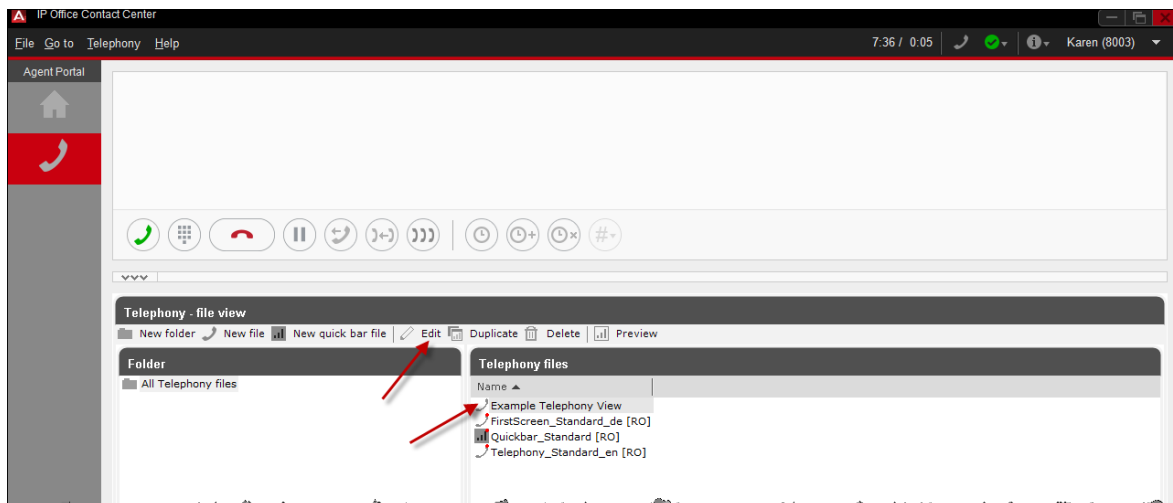 IP Office Contact Center
File Go to Telephony Help
7:36 / 0:05
Karen (8003)
Agent Portal
Telephony - file view
New folder New file New quick bar file Edit Duplicate Delete Preview
Folder
All Telephony files
Telephony files
Name
Example Telephony View
FirstScreen_Standard_de [RO]
Quickbar_Standard [RO]
Telephony_Standard_en [RO]